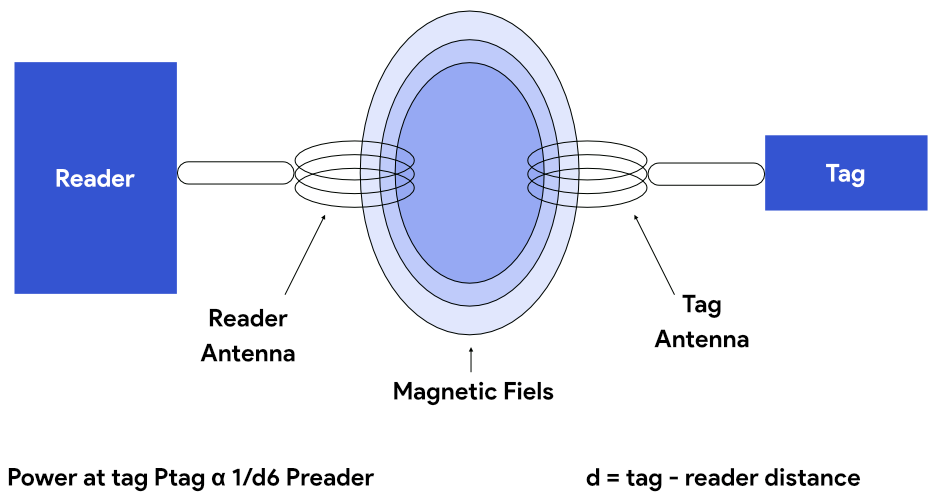 Reader
Tag
Reader
Antenna
Tag
Antenna
Magnetic Fiels
Power at tag Ptag α 1/d6 Preader
d = tag - reader distance